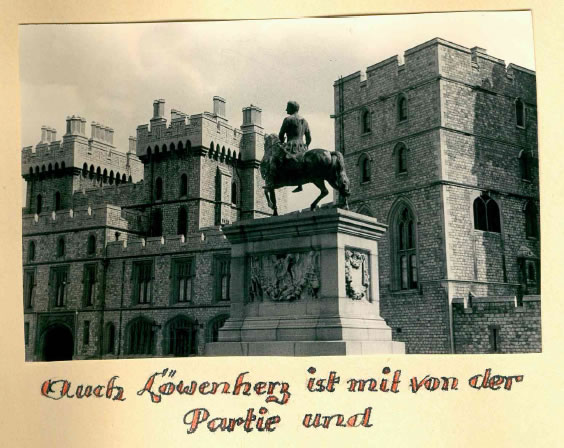 Auch Löwenherz ist mit von der
Partie und